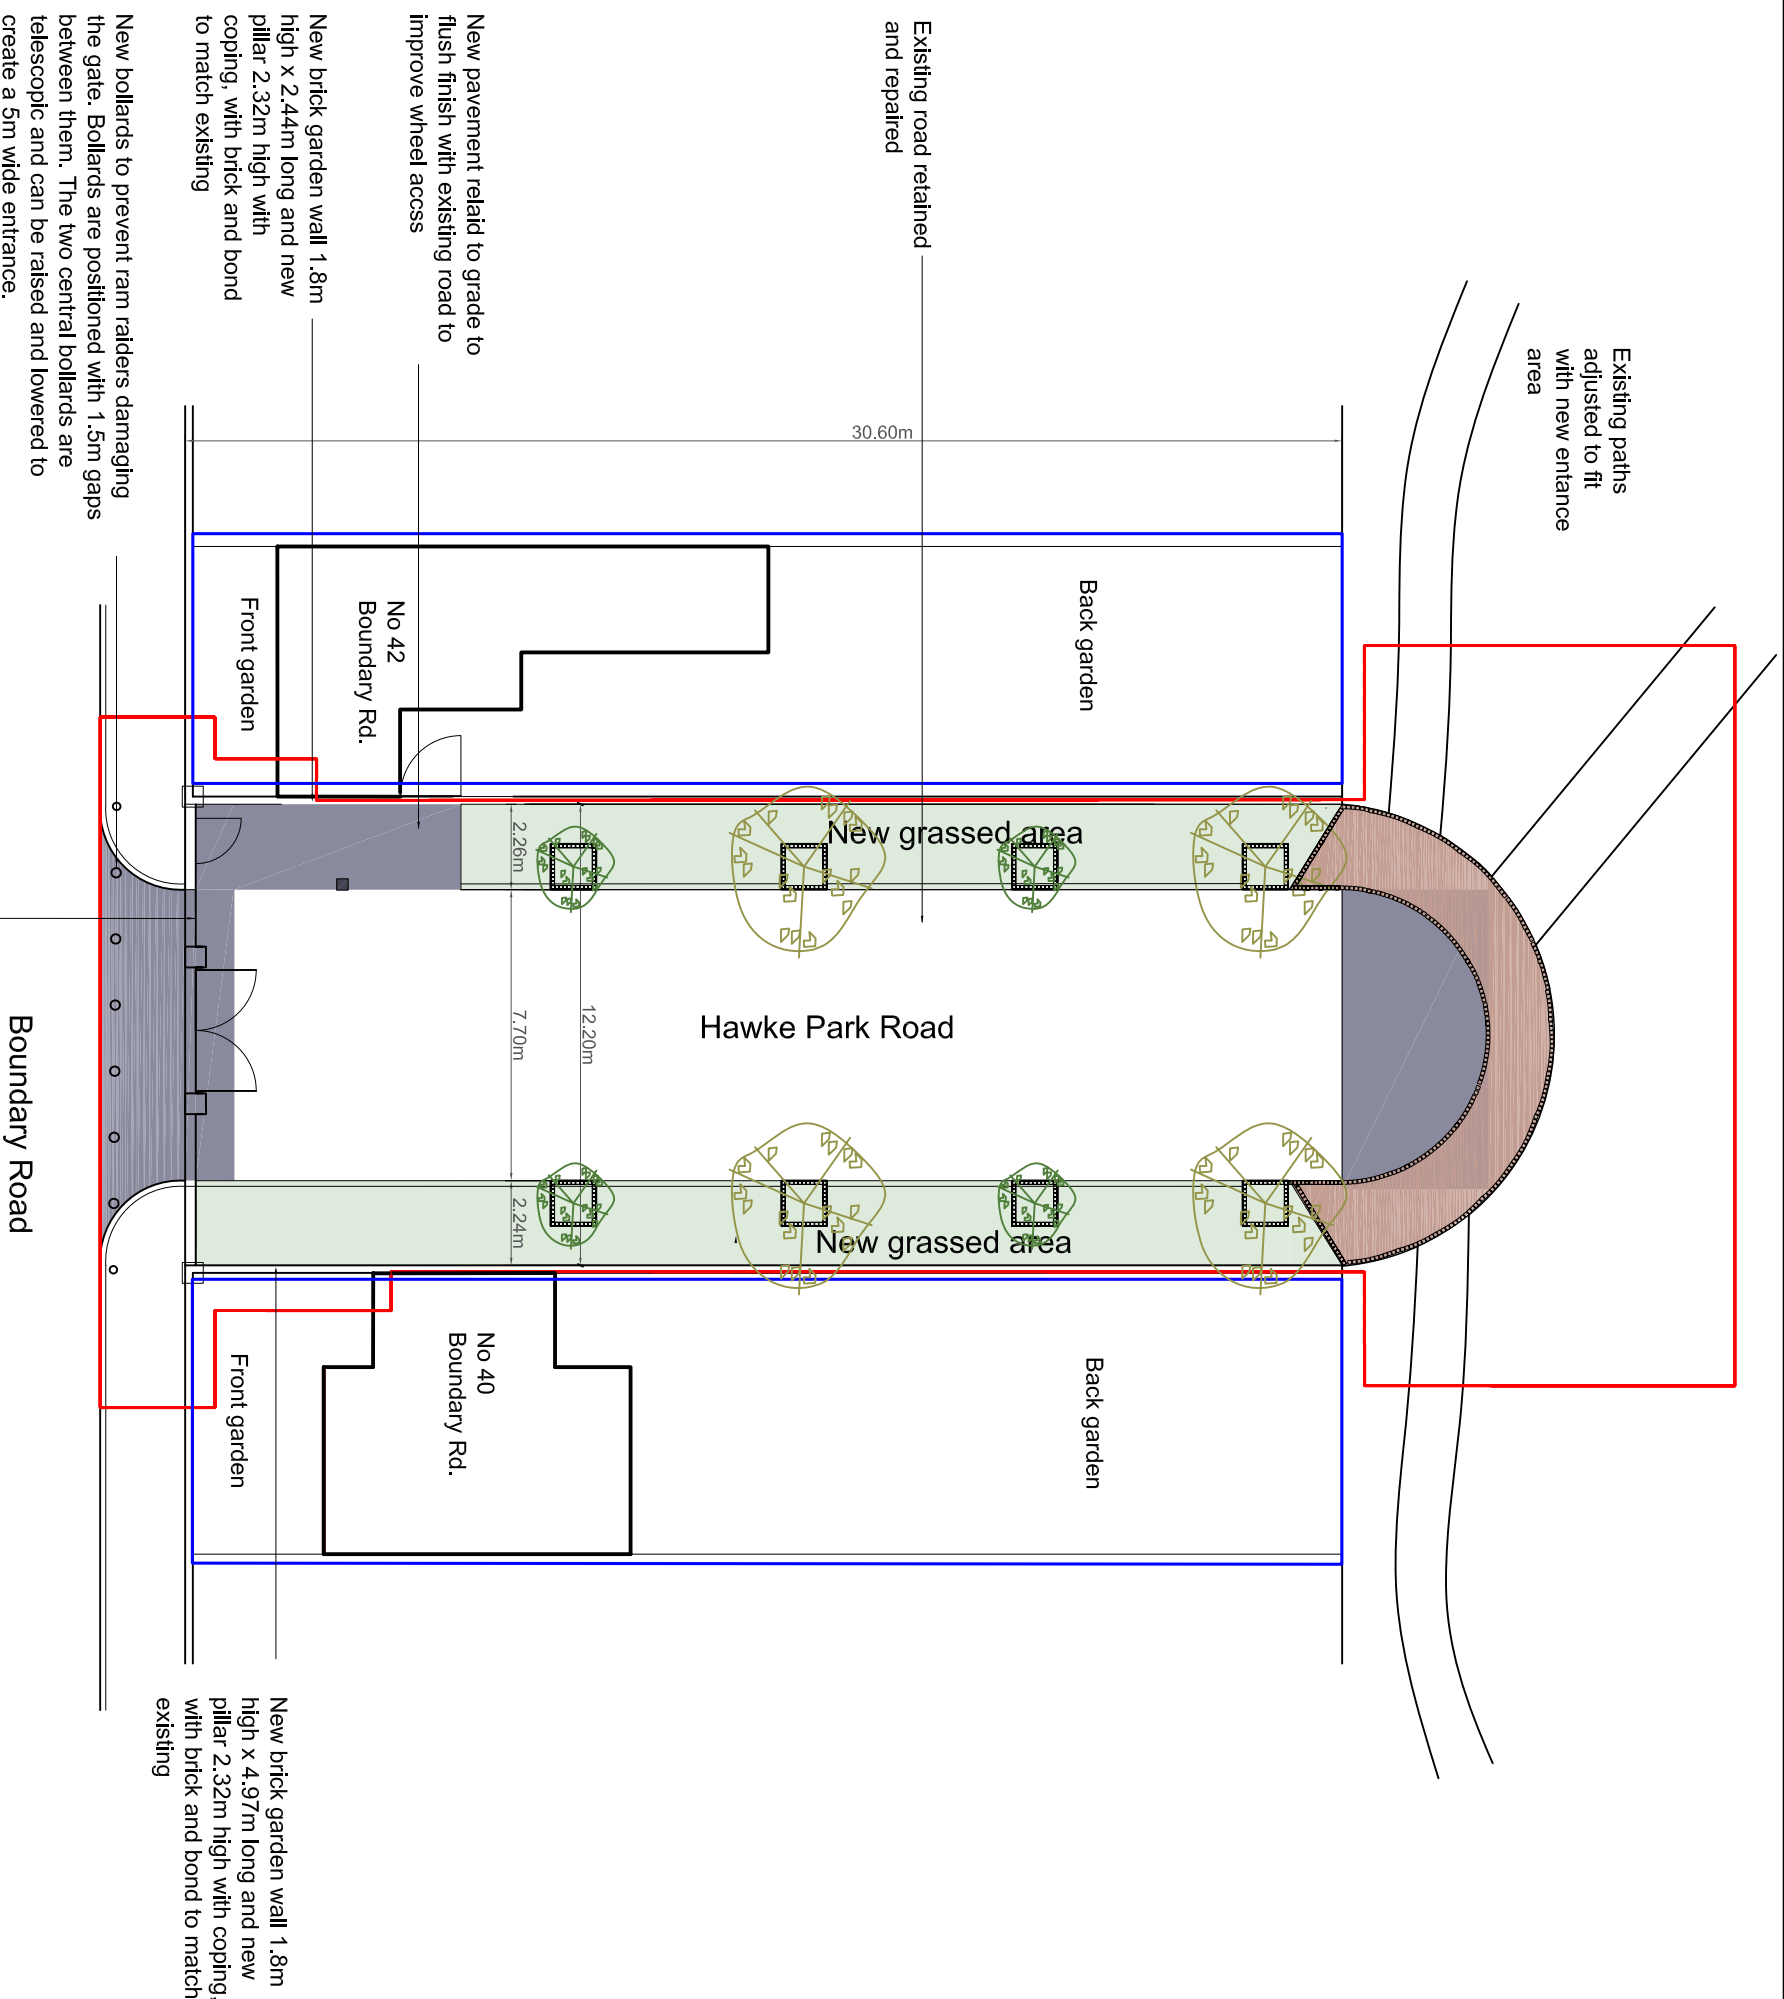 Existing paths
adjusted to fit
with new entance
area
Existing road retained
and repaired
New pavement relaid to grade to
flush finish with existing road to
improve wheel accss
New brick garden wall 1.8m
high x 2.44m long and new
pillar 2.32m high with
coping, with brick and bond
to match existing
New bollards to prevent ram raiders damaging
the gate. Bollards are positioned with 1.5m gaps
between them. The two central bollards are
telescopic and can be raised and lowered to
create a 5m wide entrance.
30.60m
Back garden
No 42
Boundary Rd.
Front garden
New grassed area
2.26m
12.20m
7.70m
Hawke Park Road
2.24m
New grassed area
Boundary Road
Back garden
No 40
Boundary Rd.
Front garden
New brick garden wall 1.8m
high x 4.97m long and new
pillar 2.32m high with coping,
with brick and bond to match
existing